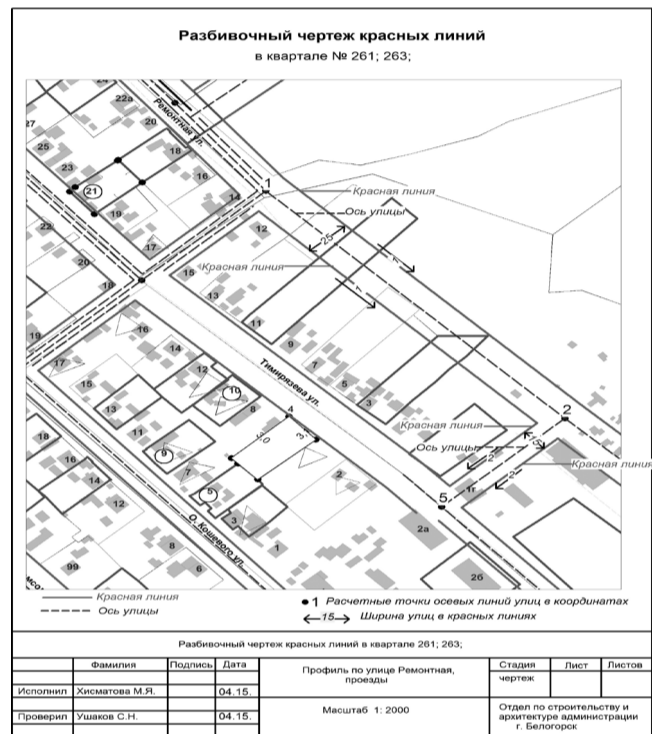 Разбивочный чертеж красных линий
в квартале № 261; 263;
22а
Ремонтная ул.
20
27
25
18
23
16
21
1
Красная линия
14
19
Ось улицы
12
22
17
25
20
Красная линия
15
18
13
1
1
11
16
9
19
14
Тимирязева ул.
7
17
12
5
15
10
3
8
13
4
2
Красная линия
11
3
30
15
18
Ось улицы
9
2
2
Красная линия
16
7
1г
14
5
5
О. Кошевого ул.
3
2а
8
1
99
6
2б
Красная линия
1 Расчетные точки осевых линий улиц в координатах
Ось улицы
15 Ширина улиц в красных линиях
Разбивочный чертеж красных линий в квартале 261; 263;
Фамилия Подпись Дата
Профиль по улице Ремонтная,
проезды
Стадия Лист Листов
чертеж
Исполнил Хисматова М.Я. 04.15.
Проверил Ушаков С.Н. 04.15.
Масштаб 1: 2000
Отдел по строительству и
архитектуре администрации
г. Белогорск